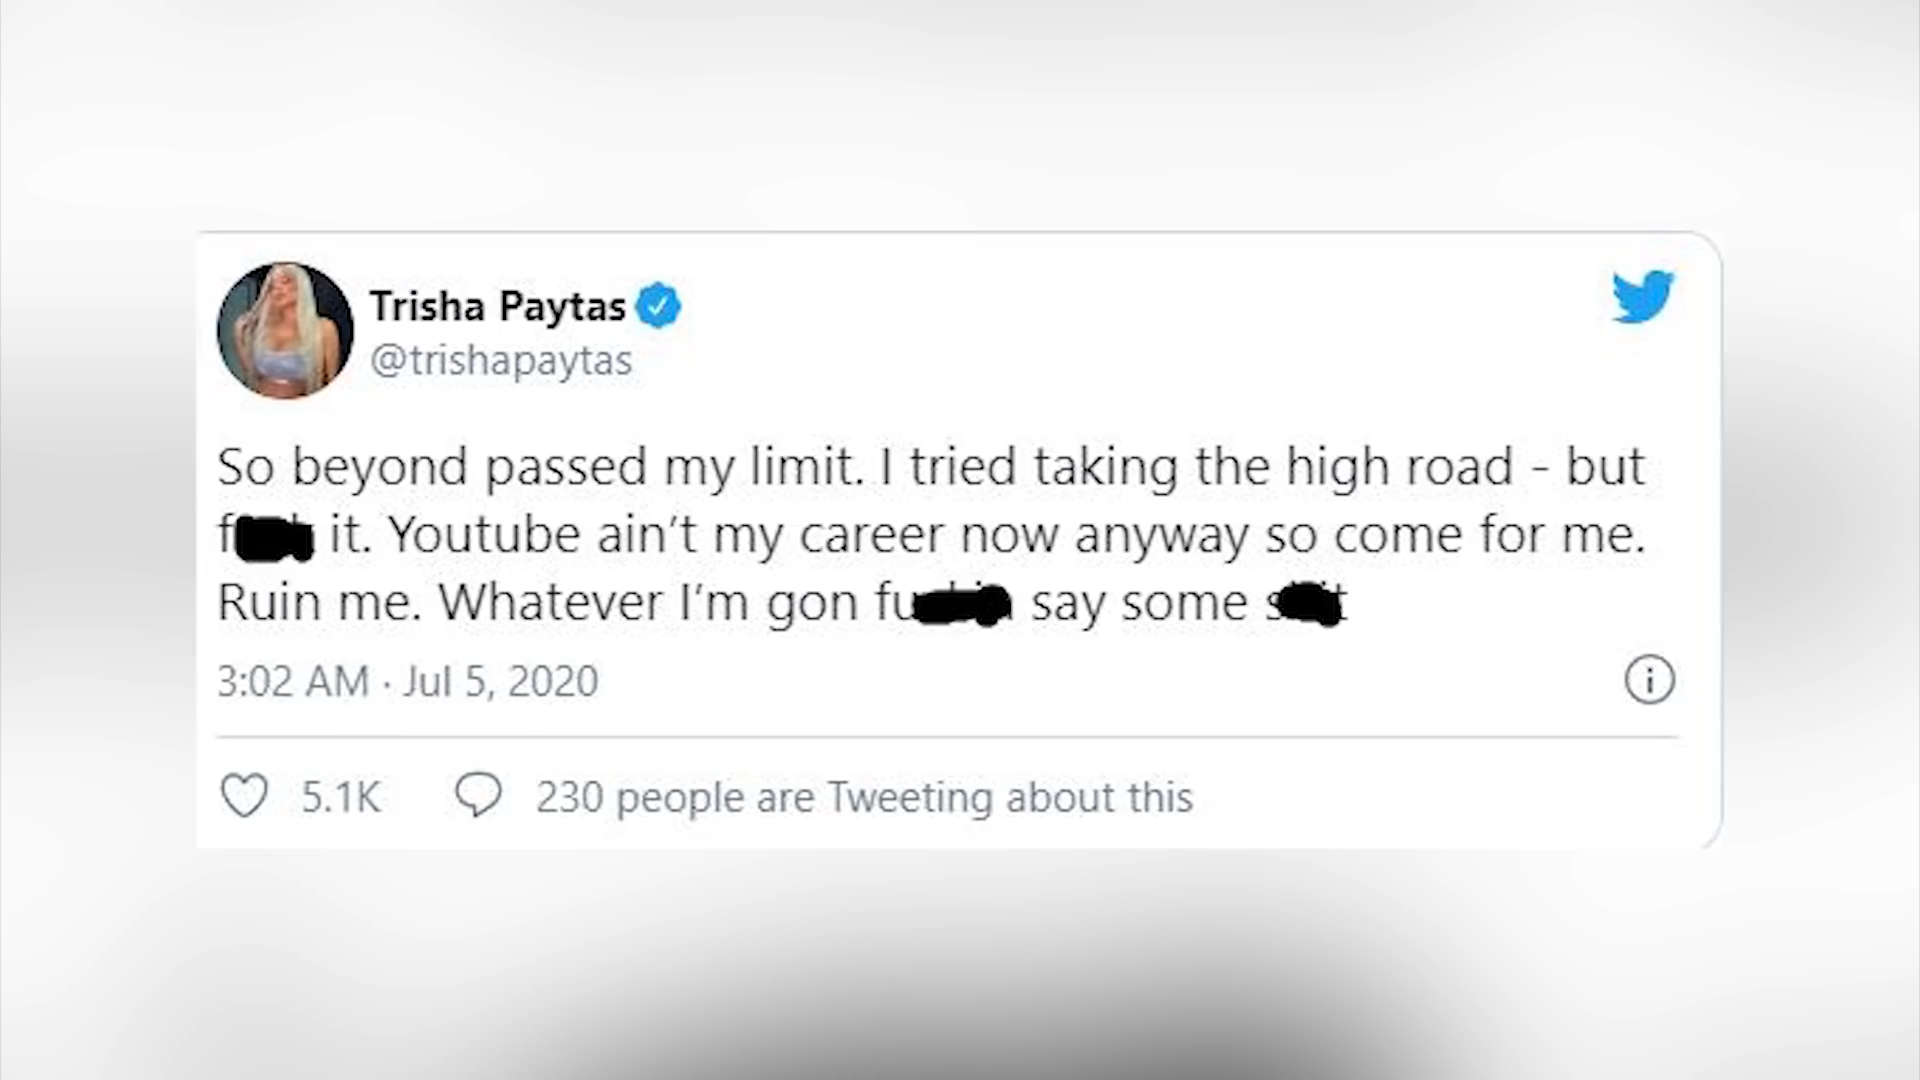 Trisha Paytas
@trishapaytas
So beyond passed my limit. I tried taking the high road - but
it. Youtube ain't my career now anyway so come for me.
Ruin me. Whatever I'm gon say some
3:02 AM · Jul 5, 2020
5.1K 230 people are Tweeting about this